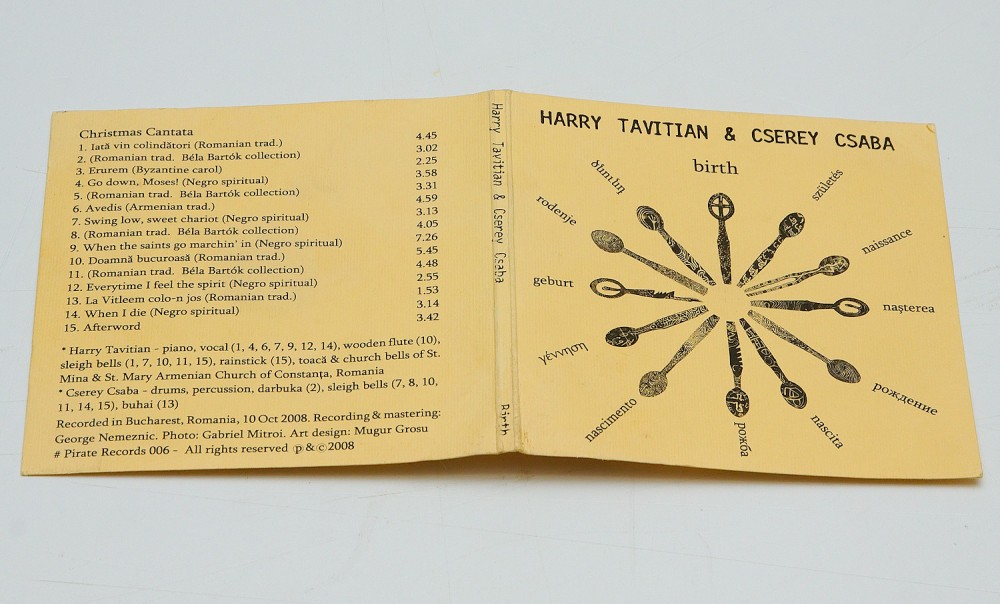 Christmas Cantata
1. Iată vin colindători (Romanian trad.) 4.45
2. (Romanian trad. Béla Bartók collection) 3.02
3. Erurem (Byzantine carol) 2.25
4. Go down, Moses! (Negro spiritual) 3.58
5. (Romanian trad. Béla Bartók collection) 3.31
6. Avedis (Armenian trad.) 4.59
7. Swing low, sweet chariot (Negro spiritual) 3.13
8. (Romanian trad. Béla Bartók collection) 4.05
9. When the saints go marchin' in (Negro spiritual) 7.26
10. Doamnă bucuroasă (Romanian trad.) 5.45
11. (Romanian trad. Béla Bartók collection) 4.48
12. Everytime I feel the spirit (Negro spiritual) 2.55
13. La Vitleem colo-n jos (Romanian trad.) 1.53
14. When I die (Negro spiritual) 3.14
15. Afterword 3.42
* Harry Tavitian - piano, vocal (1, 4, 6, 7, 9, 12, 14), wooden flute (10),
sleigh bells (1, 7, 10, 11, 15), rainstick (15), toacă & church bells of St.
Mina & St. Mary Armenian Church of Constanţa, Romania
* Cserey Csaba - drums, percussion, darbuka (2), sleigh bells (7, 8, 10,
11, 14, 15), buhai (13)
Recorded in Bucharest, Romania, 10 Oct 2008. Recording & mastering:
George Nemeznic. Photo: Gabriel Mitroi. Art design: Mugur Grosu
# Pirate Records 006 - All rights reserved ℗&©2008
Harry Tavitian & Cserey Csaba
Birth
HARRY TAVITIAN & CSEREY CSABA
birth
ծնունդ
születés
rodenje
naissance
geburt
naşterea
γέννηση
рождение
nascimento
рожба
nascita